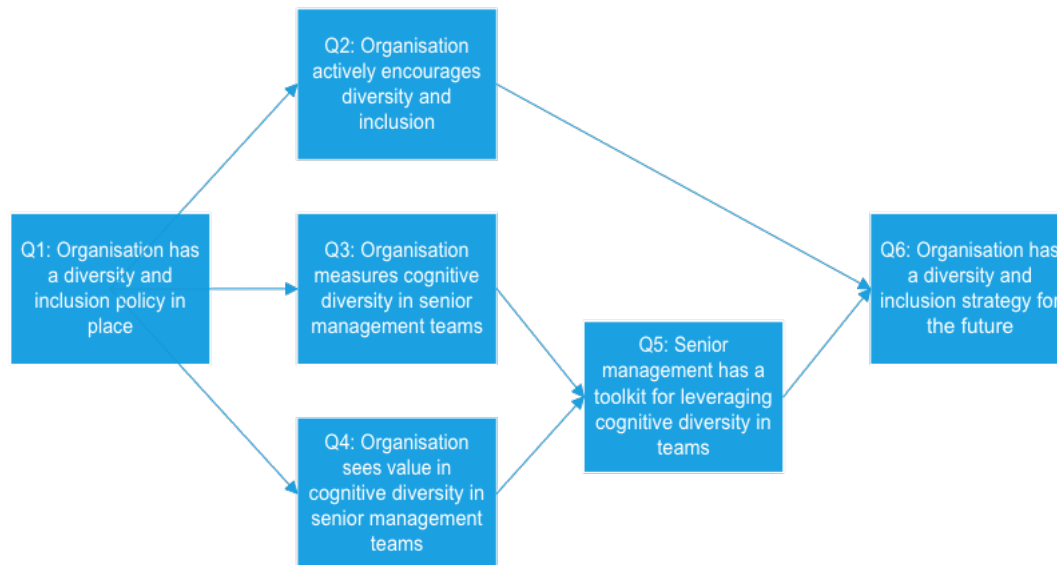 Q2: Organisation
actively encourages
diversity and
inclusion
Q1: Organisation has
a diversity and
inclusion policy in
place
Q3: Organisation
measures cognitive
diversity in senior
management teams
Q6: Organisation has
a diversity and
inclusion strategy for
the future
Q5: Senior
management has a
toolkit for leveraging
cognitive diversity in
teams
Q4: Organisation
sees value in
cognitive diversity in
senior management
teams